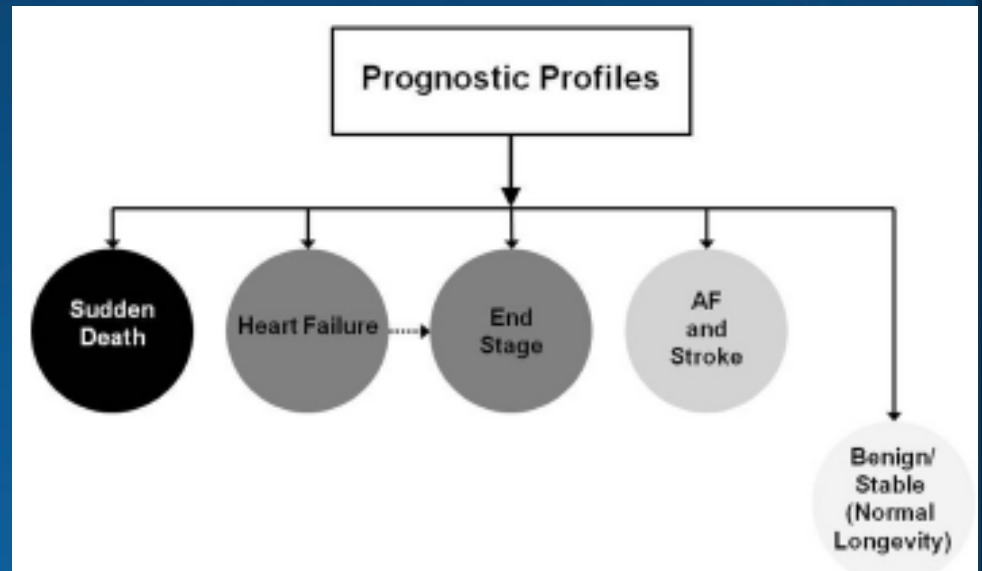 Prognostic Profiles
Sudden
Death
Heart Failure
End
Stage
AF
and
Stroke
Benign/
Stable
(Normal
Longevity)